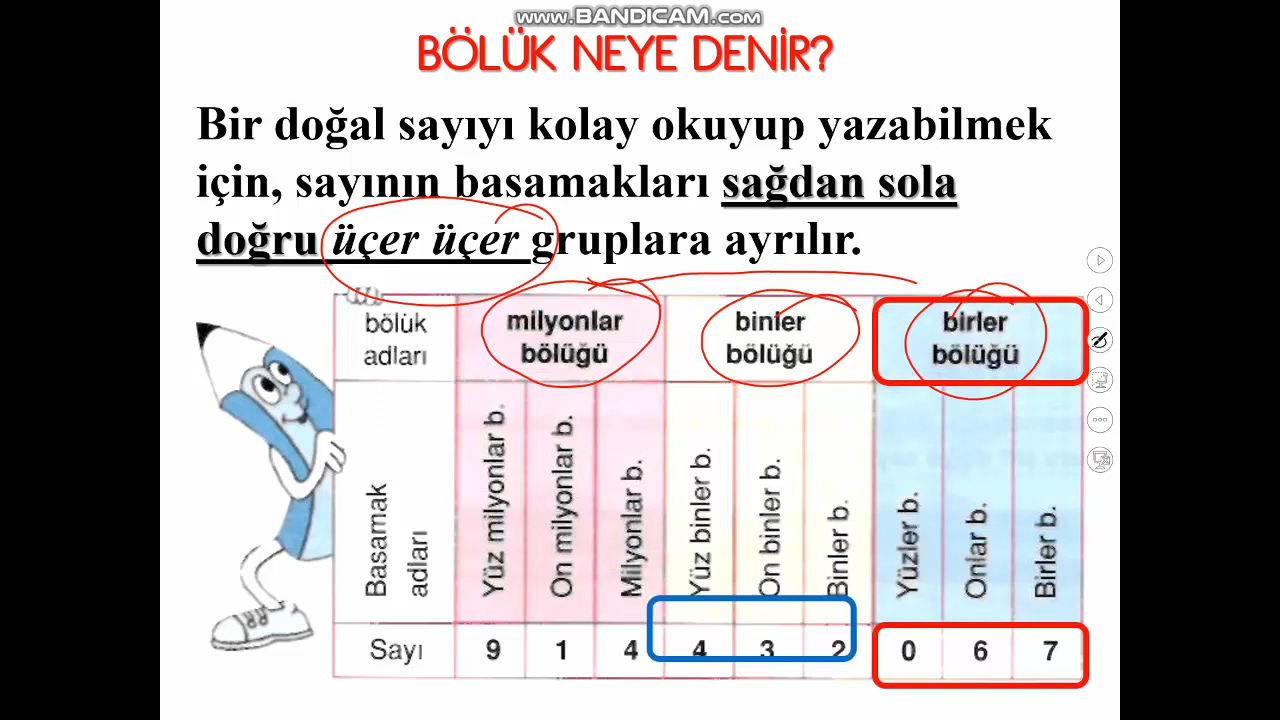 www.BANDICAM.com
BÖLÜK NEYE DENİR?
Bir doğal sayıyı kolay okuyup yazabilmek
için, sayının basamakları sağdan sola
doğru üçer üçer gruplara ayrılır.
bölük adları milyonlar bölüğü binler bölüğü birler bölüğü
Basamak adları Yüz milyonlar b. On milyonlar b. Milyonlar b. Yüz binler b. On binler b. Binler b. Yüzler b. Onlar b. Birler b.
Sayı 9 1 4 4 3 2 0 6 7